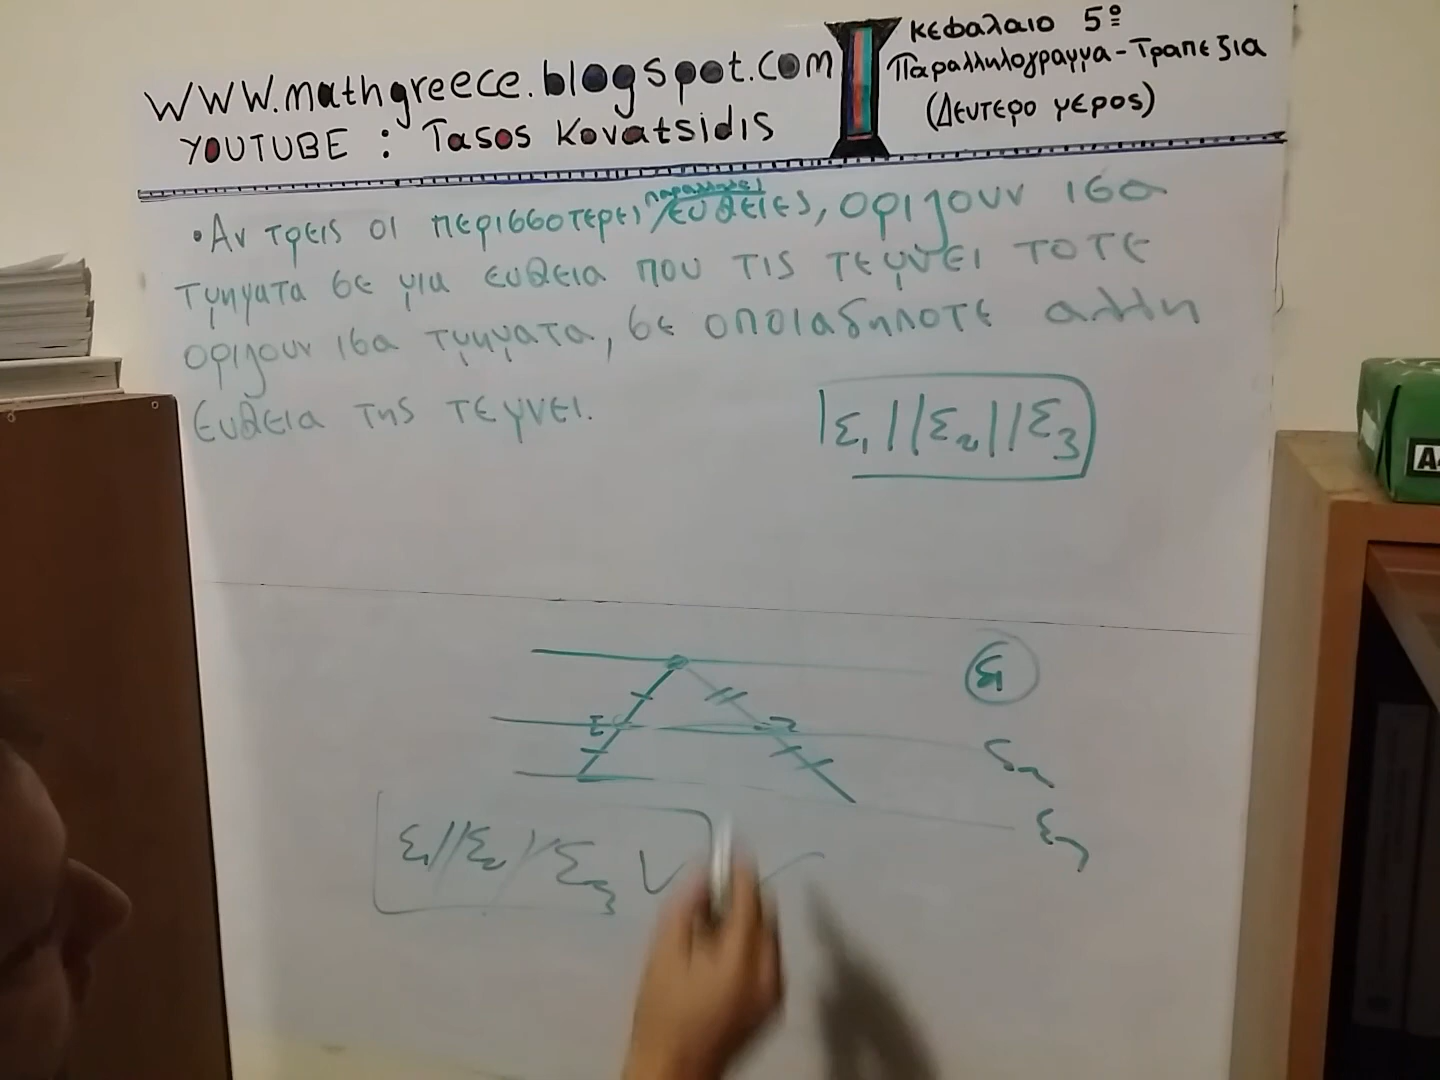 www.mathgreece.blogspot.com
YOUTUBE : Tasos Kovatsidis
κεφαλαιο 5º
Παραλληλογραμμα - Τραπεζια
(Δευτερο μερος)
• Αν τρεις οι περισσοτερες παραλληλες ευθειες, οριζουν ισα
τμηματα σε μια ευθεια που τις τεμνει τοτε
οριζουν ισα τμηματα, σε οποιαδηποτε αλλη
ευθεια της τεμνει.
ε₁ // ε₂ // ε₃
ε₁
ε₂
ε₃
ε₁ // ε₂ // ε₃